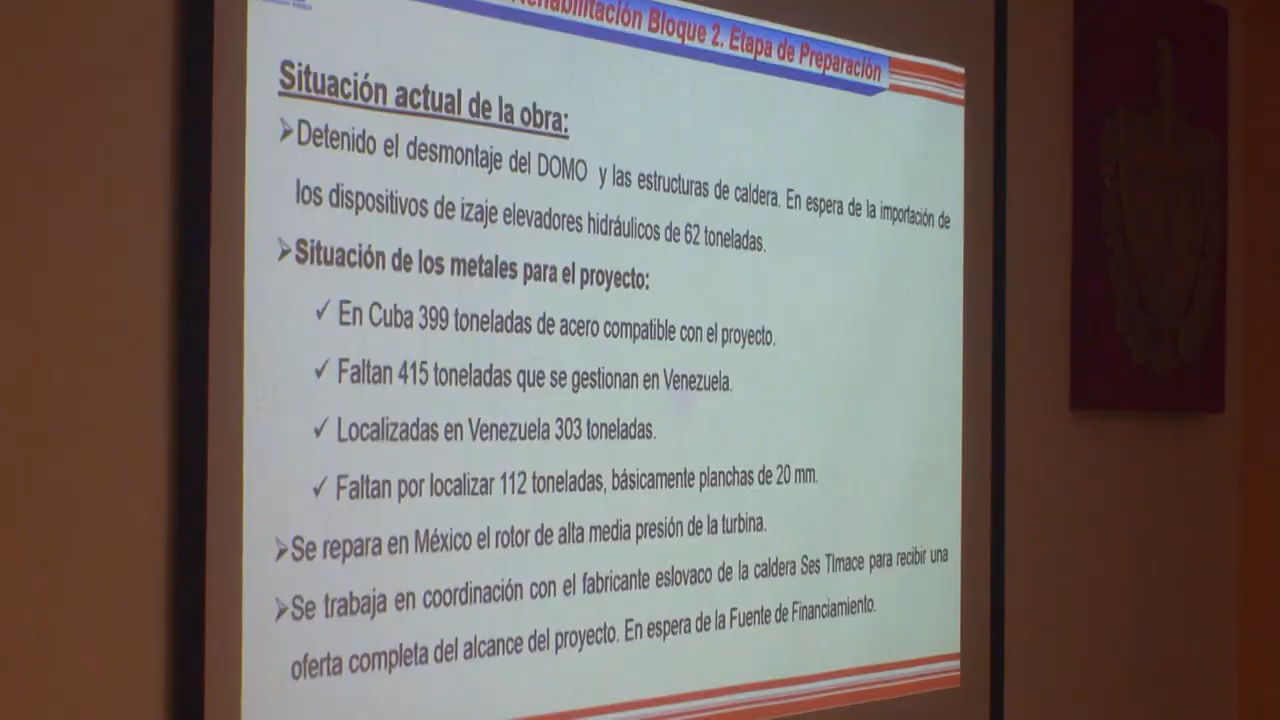 Rehabilitación Bloque 2. Etapa de Preparación
Situación actual de la obra:
➤Detenido el desmontaje del DOMO y las estructuras de caldera. En espera de la importación de
los dispositivos de izaje elevadores hidráulicos de 62 toneladas.
➤Situación de los metales para el proyecto:
✓ En Cuba 399 toneladas de acero compatible con el proyecto.
✓ Faltan 415 toneladas que se gestionan en Venezuela.
✓ Localizadas en Venezuela 303 toneladas.
✓ Faltan por localizar 112 toneladas, básicamente planchas de 20 mm.
➤Se repara en México el rotor de alta media presión de la turbina.
➤Se trabaja en coordinación con el fabricante eslovaco de la caldera Ses Tlmace para recibir una
oferta completa del alcance del proyecto. En espera de la Fuente de Financiamiento.